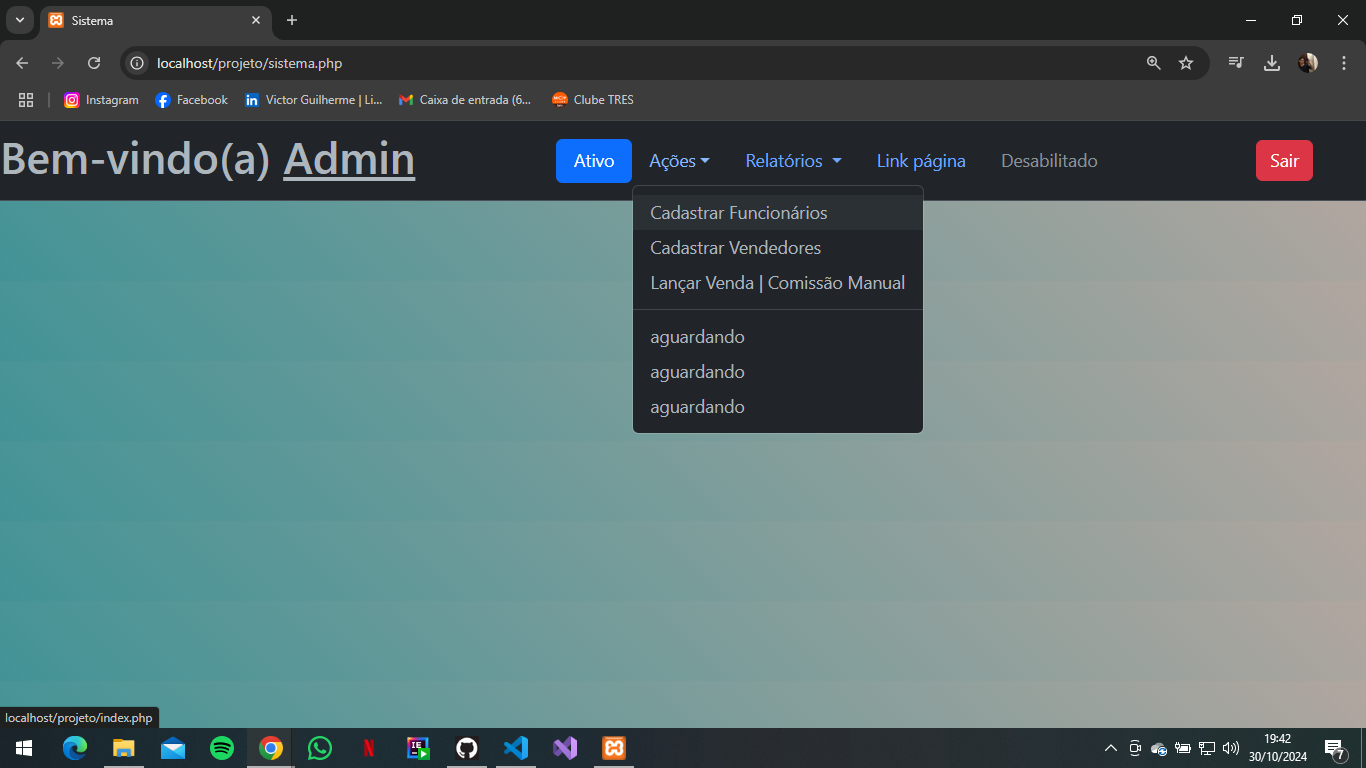 Sistema
localhost/projeto/sistema.php
Instagram
Facebook
Victor Guilherme | Li...
Caixa de entrada (6...
Clube TRES
Bem-vindo(a) Admin
Ativo
Ações
Relatórios
Link página
Desabilitado
Sair
Cadastrar Funcionários
Cadastrar Vendedores
Lançar Venda | Comissão Manual
aguardando
aguardando
aguardando
localhost/projeto/index.php
19:42
30/10/2024
7